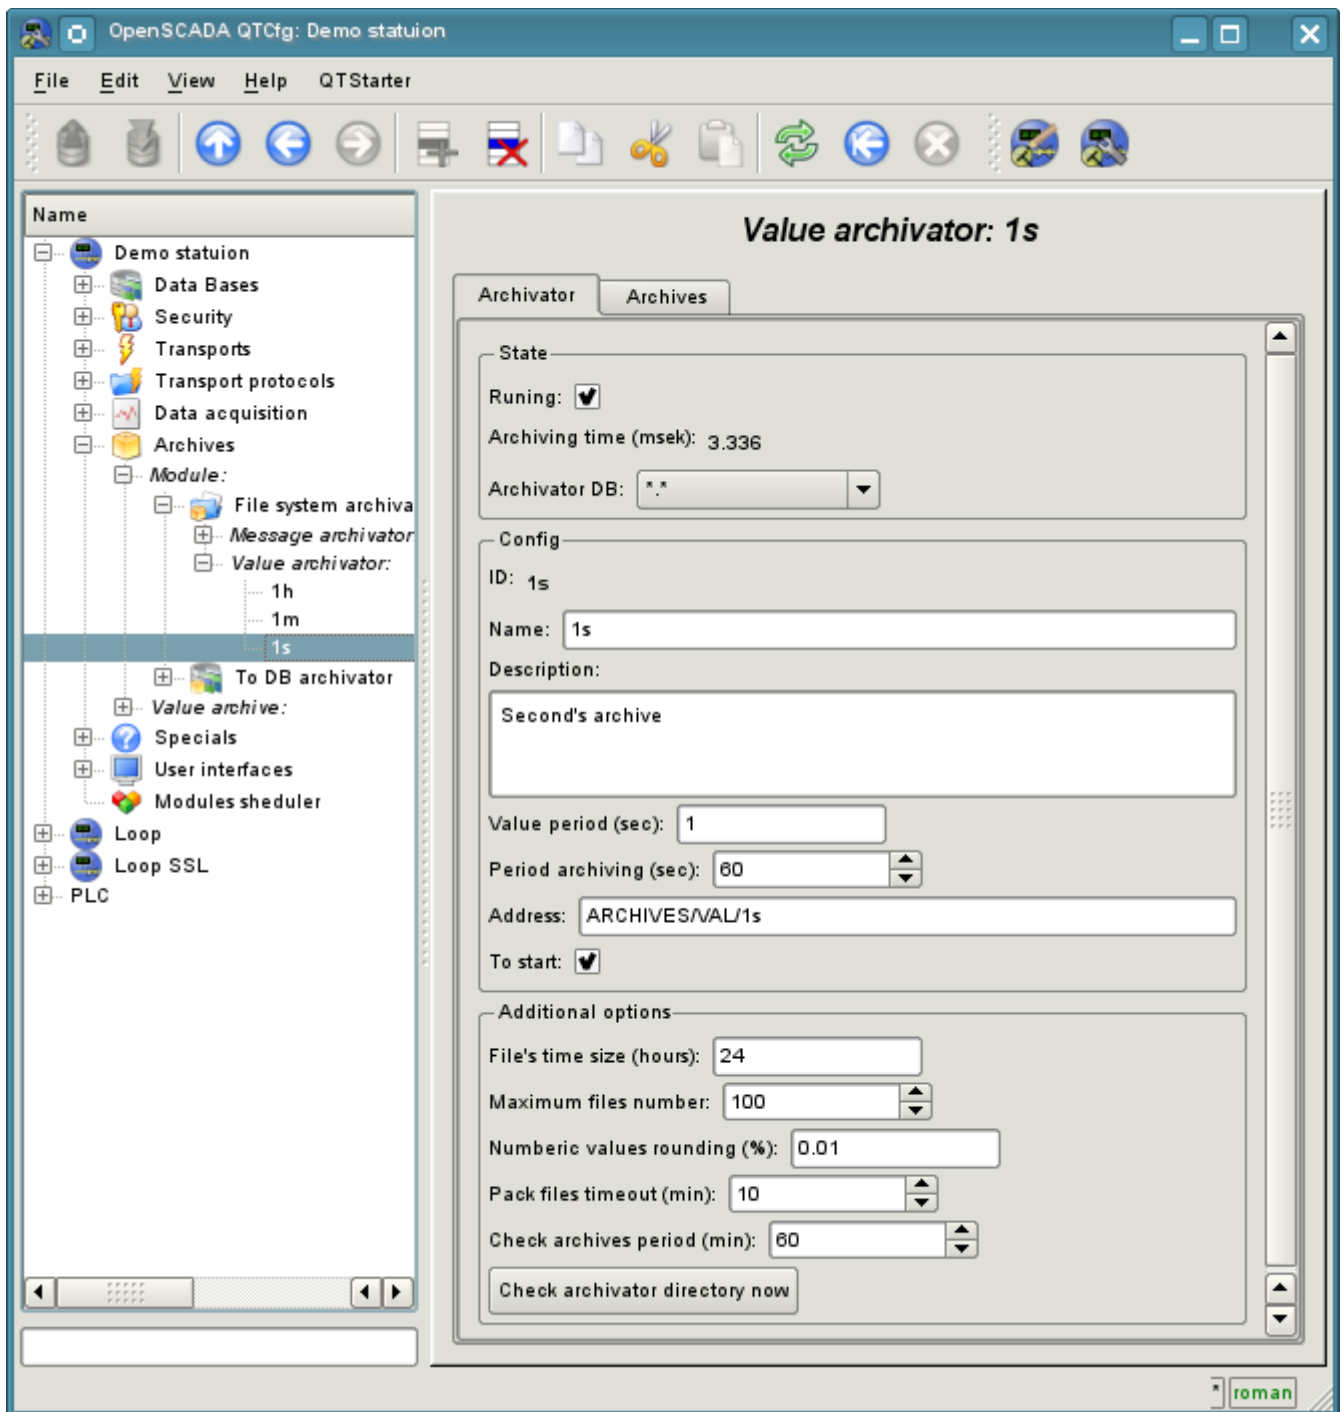 OpenSCADA QTCfg: Demo statuion
File Edit View Help QTStarter
Name
Demo statuion
Data Bases
Security
Transports
Transport protocols
Data acquisition
Archives
Module:
File system archiva
Message archivator
Value archivator:
1h
1m
1s
To DB archivator
Value archive:
Specials
User interfaces
Modules sheduler
Loop
Loop SSL
PLC
Value archivator: 1s
Archivator Archives
State
Runing:
Archiving time (msek): 3.336
Archivator DB: *.*
Config
ID: 1s
Name: 1s
Description:
Second's archive
Value period (sec): 1
Period archiving (sec): 60
Address: ARCHIVES/VAL/1s
To start:
Additional options
File's time size (hours): 24
Maximum files number: 100
Numberic values rounding (%): 0.01
Pack files timeout (min): 10
Check archives period (min): 60
Check archivator directory now
* roman